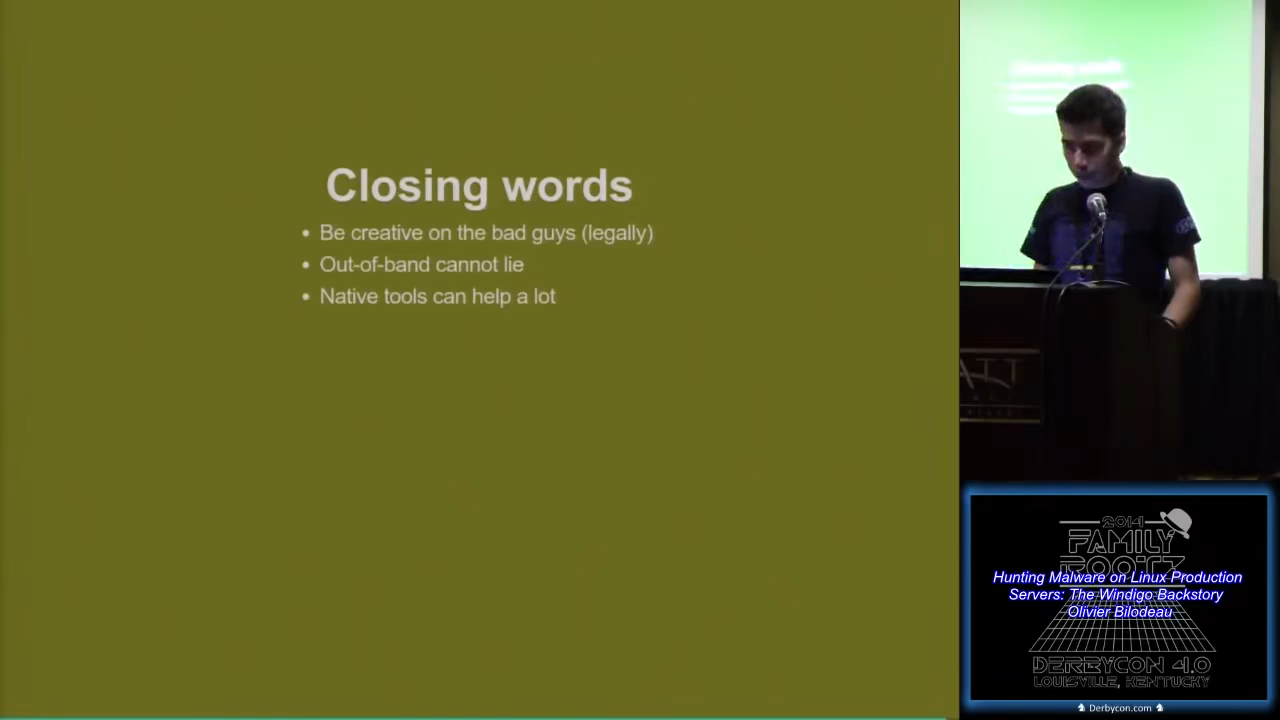 Closing words
• Be creative on the bad guys (legally)
• Out-of-band cannot lie
• Native tools can help a lot
2014
FAMILY
ROOTZ
Hunting Malware on Linux Production
Servers: The Windigo Backstory
Olivier Bilodeau
DERBYCON 4.0
LOUISVILLE, KENTUCKY
Derbycon.com